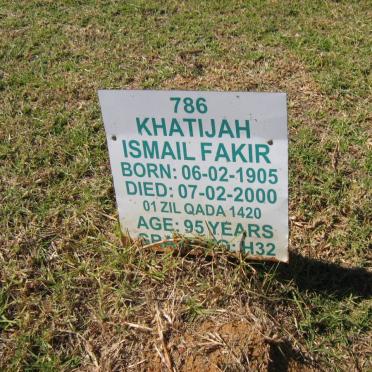 786
KHATIJAH
ISMAIL FAKIR
BORN: 06-02-1905
DIED: 07-02-2000
01 ZIL QADA 1420
AGE: 95 YEARS
H32